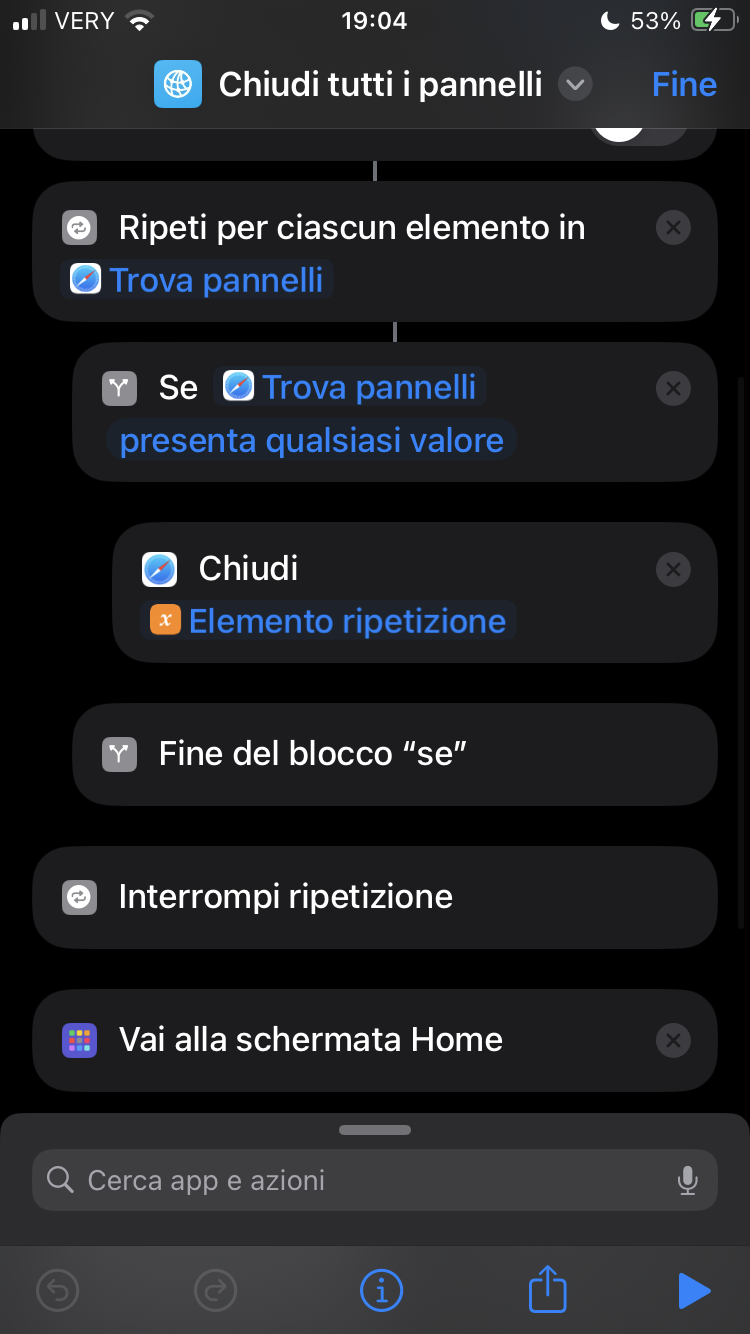 VERY 19:04 53%
Chiudi tutti i pannelli Fine
Ripeti per ciascun elemento in
Trova pannelli
Se Trova pannelli
presenta qualsiasi valore
Chiudi
x Elemento ripetizione
Fine del blocco “se”
Interrompi ripetizione
Vai alla schermata Home
Cerca app e azioni